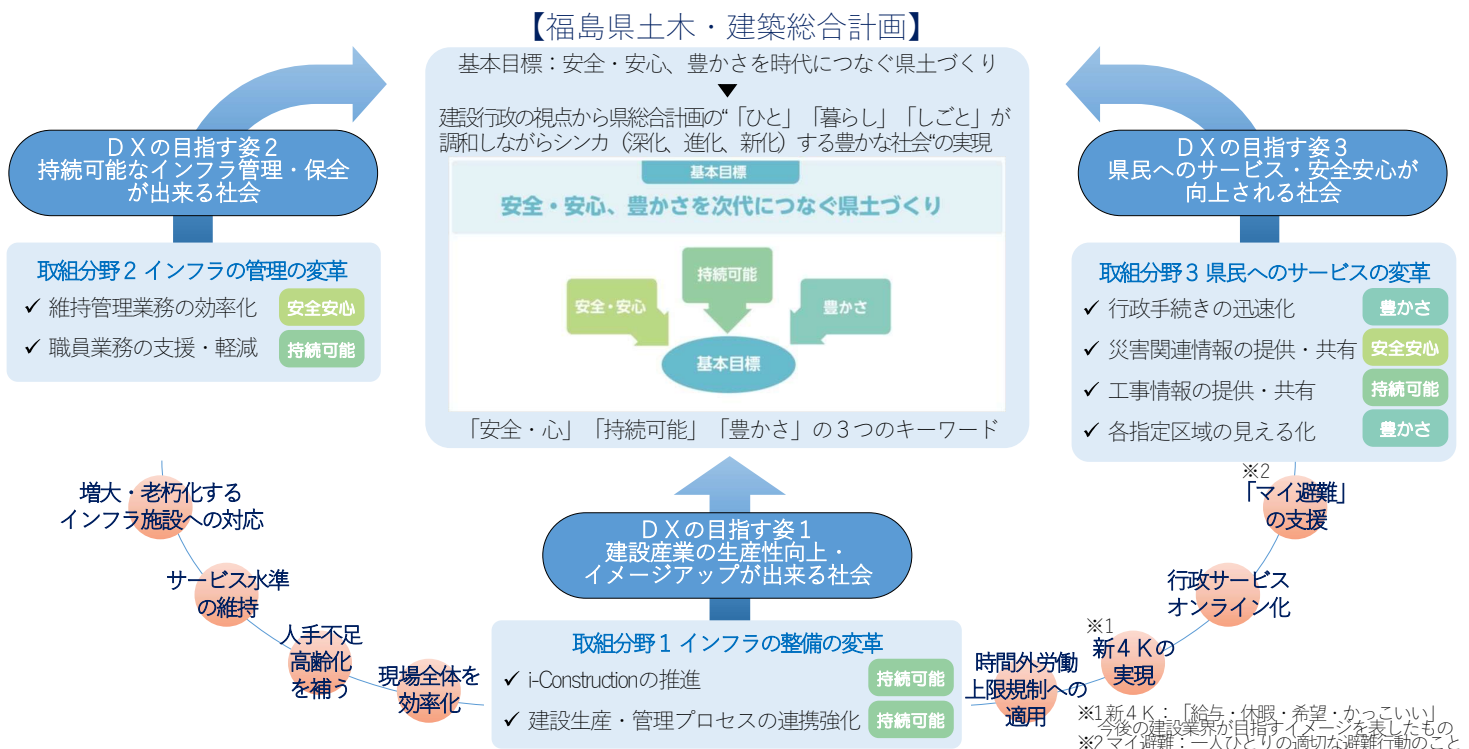 【福島県土木・建築総合計画】
基本目標：安全・安心、豊かさを時代につなぐ県土づくり
▼
建設行政の視点から県総合計画の“「ひと」「暮らし」「しごと」が
調和しながらシンカ（深化、進化、新化）する豊かな社会“の実現
基本目標
安全・安心、豊かさを次代につなぐ県土づくり
安全・安心
持続可能
豊かさ
基本目標
「安全・心」「持続可能」「豊かさ」の３つのキーワード
ＤＸの目指す姿２
持続可能なインフラ管理・保全
が出来る社会
取組分野２ インフラの管理の変革
✓ 維持管理業務の効率化 安全安心
✓ 職員業務の支援・軽減 持続可能
ＤＸの目指す姿３
県民へのサービス・安全安心が
向上される社会
取組分野３ 県民へのサービスの変革
✓ 行政手続きの迅速化 豊かさ
✓ 災害関連情報の提供・共有 安全安心
✓ 工事情報の提供・共有 持続可能
✓ 各指定区域の見える化 豊かさ
ＤＸの目指す姿１
建設産業の生産性向上・
イメージアップが出来る社会
取組分野１ インフラの整備の変革
✓ i-Constructionの推進 持続可能
✓ 建設生産・管理プロセスの連携強化 持続可能
増大・老朽化する
インフラ施設への対応
サービス水準
の維持
人手不足
高齢化
を補う
現場全体を
効率化
時間外労働
上限規制への
適用
※1
新４Ｋの
実現
行政サービス
オンライン化
※2
「マイ避難」
の支援
※1 新４Ｋ：「給与・休暇・希望・かっこいい」
今後の建設業界が目指すイメージを表したもの
※2 マイ避難：一人ひとりの適切な避難行動のこと